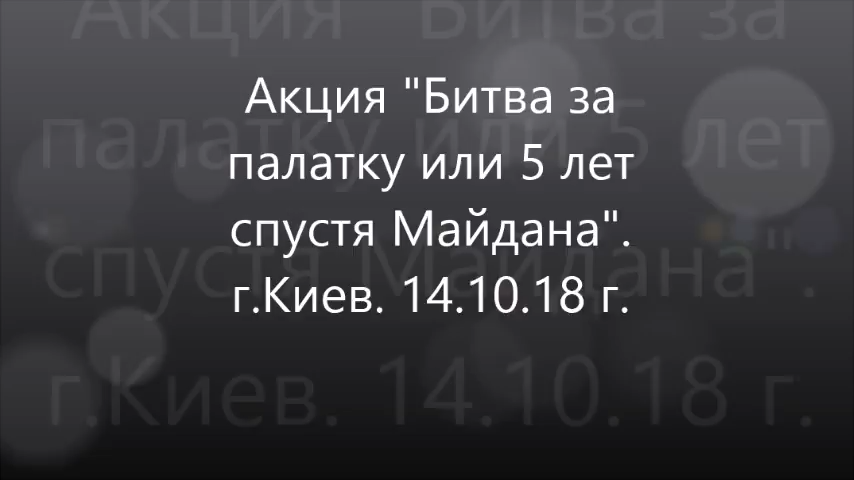 Акция "Битва за
палатку или 5 лет
спустя Майдана".
г.Киев. 14.10.18 г.